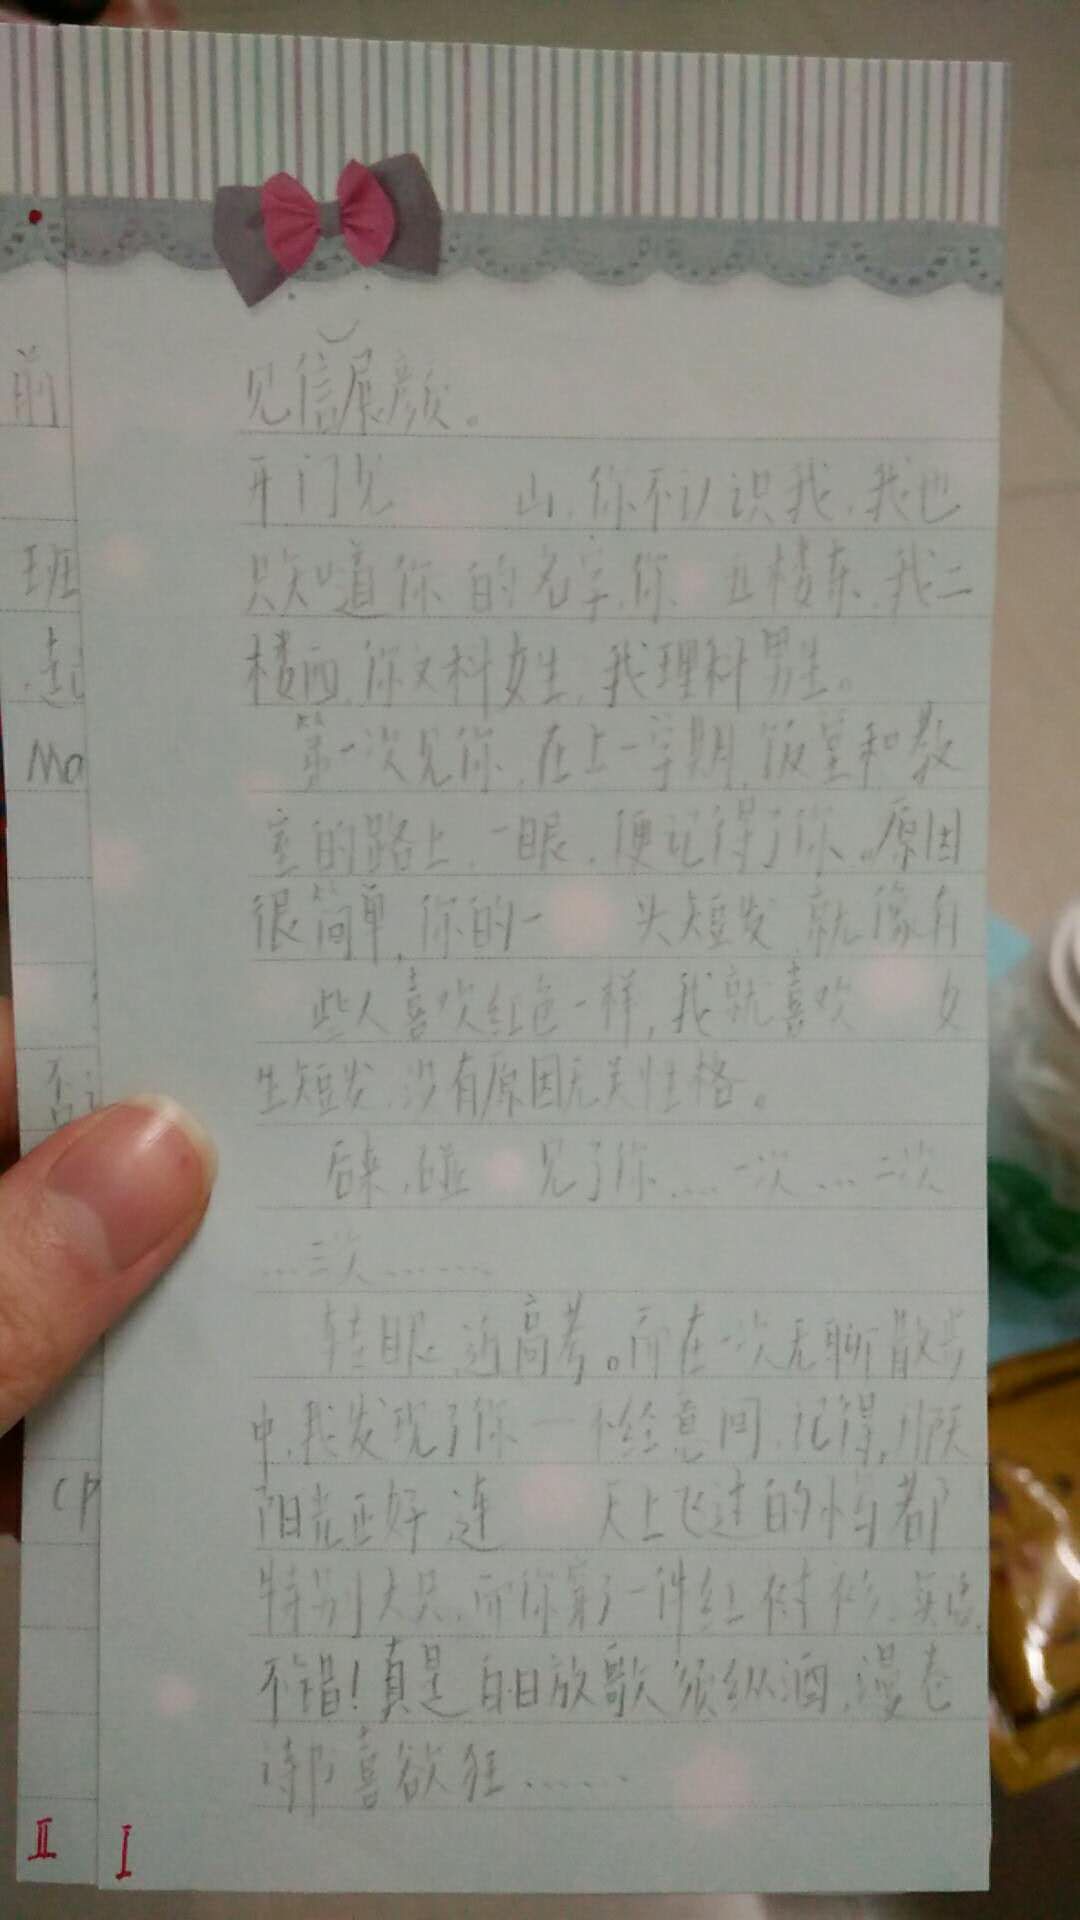 见信展颜。
开门见山,你不认识我,我也
只知道你的名字,你五楼东,我二
楼西,你文科女生,我理科男生。
第一次见你,在上一学期,饭堂和教
室的路上,一眼,便记得了你。原因
很简单,你的一头短发,就像有
些人喜欢红色一样,我就喜欢女
生短发,没有原因无关性格。
后来,碰见了你……一次……二次
…三次……
转眼,近高考。而在一次无聊散步
中,我发现了你——不经意间,记得,那天
阳光正好,连天上飞过的鸟都
特别大只,而你穿了一件红衬衫,真心
不错!真是白日放歌须纵酒,漫卷
诗书喜欲狂……
I
前
班
起
Ma
否
II